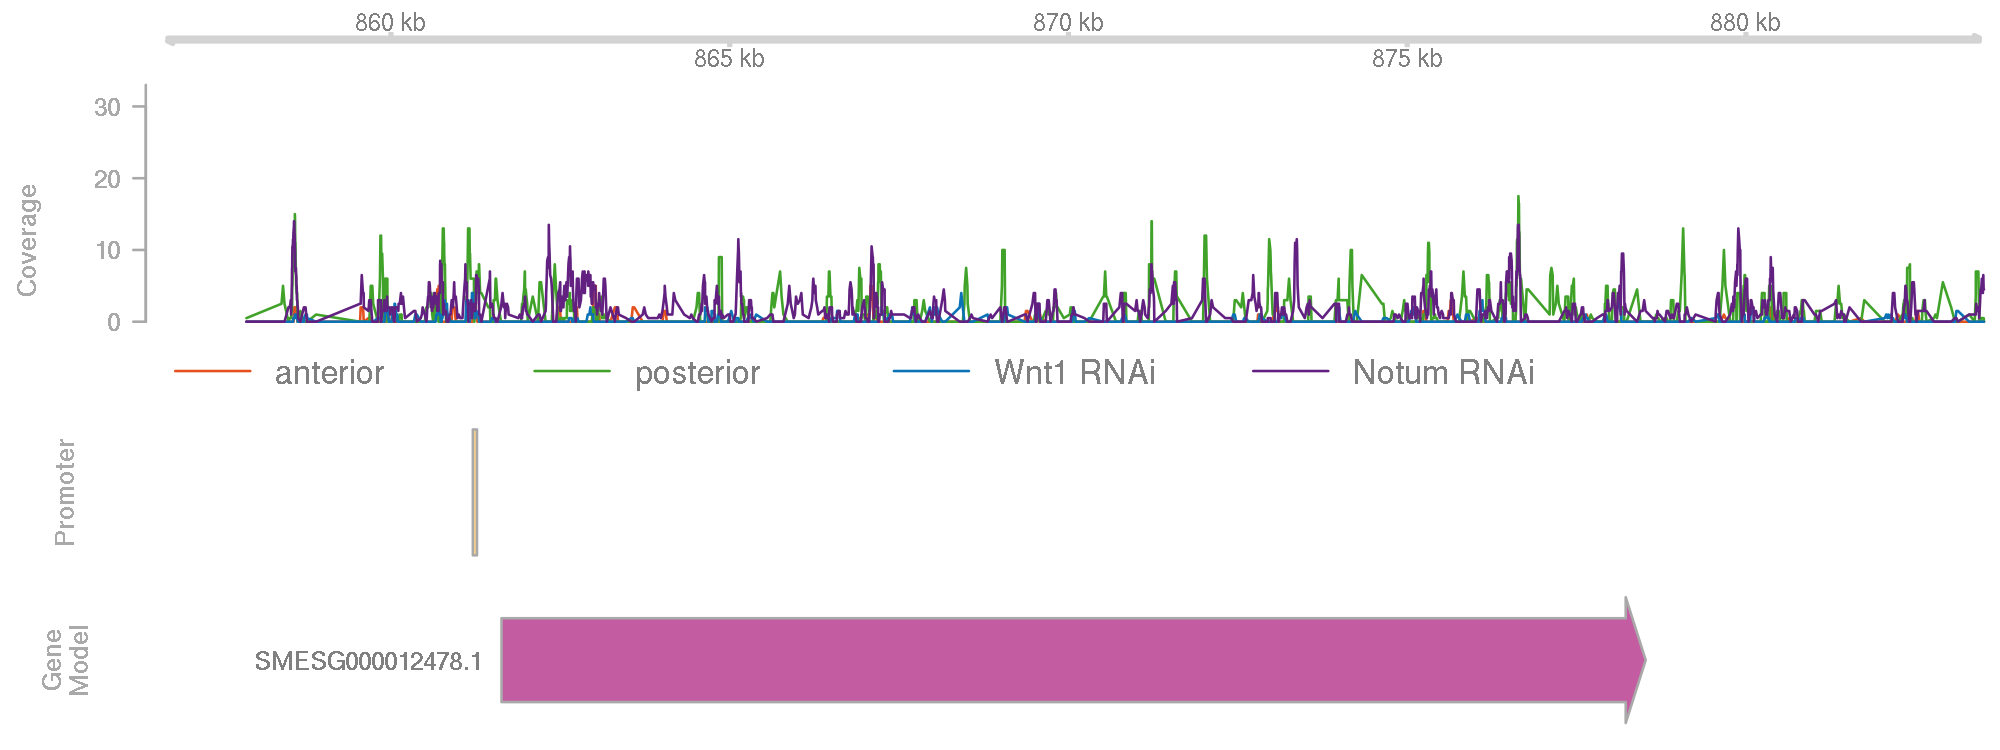 860 kb
870 kb
880 kb
865 kb
875 kb
Coverage
30
20
10
0
anterior
posterior
Wnt1 RNAi
Notum RNAi
Promoter
Gene
Model
SMESG000012478.1